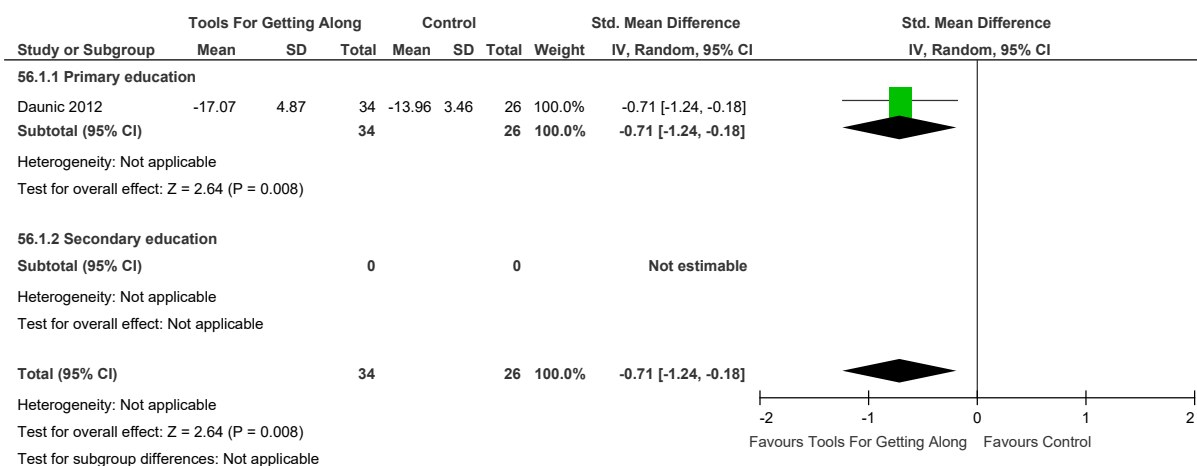 Tools For Getting Along Control Std. Mean Difference Std. Mean Difference
Study or Subgroup Mean SD Total Mean SD Total Weight IV, Random, 95% CI IV, Random, 95% CI
56.1.1 Primary education
Daunic 2012 -17.07 4.87 34 -13.96 3.46 26 100.0% -0.71 [-1.24, -0.18]
Subtotal (95% CI) 34 26 100.0% -0.71 [-1.24, -0.18]
Heterogeneity: Not applicable
Test for overall effect: Z = 2.64 (P = 0.008)
56.1.2 Secondary education
Subtotal (95% CI) 0 0 Not estimable
Heterogeneity: Not applicable
Test for overall effect: Not applicable
Total (95% CI) 34 26 100.0% -0.71 [-1.24, -0.18]
Heterogeneity: Not applicable
Test for overall effect: Z = 2.64 (P = 0.008)
Test for subgroup differences: Not applicable
-2 -1 0 1 2
Favours Tools For Getting Along Favours Control